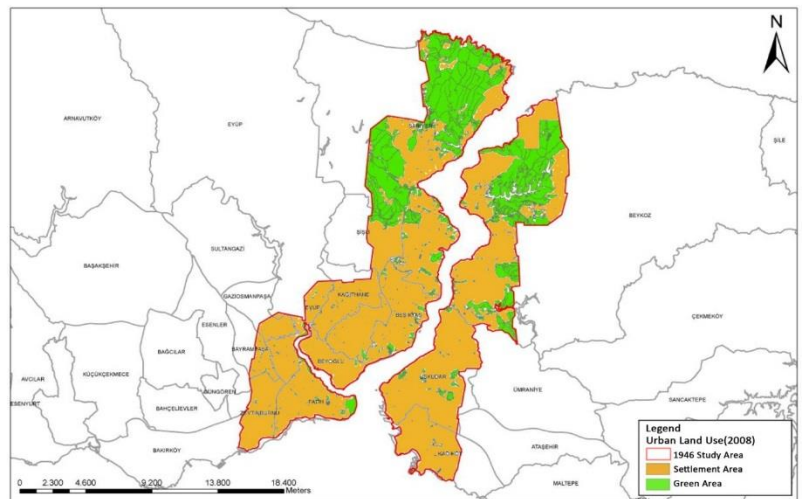 N
ARNAVUTKÖY
EYÜP
ŞİLE
BEYKOZ
ŞİŞLİ
SULTANGAZİ
BAŞAKŞEHİR
GAZİOSMANPAŞA
KAGITHANE
EYUP
BEŞİKTAŞ
ÇEKMEKÖY
ESENLER
BAĞCILAR
BAYRAMPAŞA
BEYOĞLU
AVCILAR
KÜÇÜKÇEKMECE
GÜNGÖREN
ESENYURT
BAHÇELİEVLER
FATİH
ZEYTİNBURNU
ÜSKÜDAR
ÜMRANİYE
SANCAKTEPE
BAKIRKÖY
KADIKÖY
ATAŞEHİR
MALTEPE
Legend
Urban Land Use(2008)
1946 Study Area
Settlement Area
Green Area
0 2.300 4.600 9.200 13.800 18.400
Meters